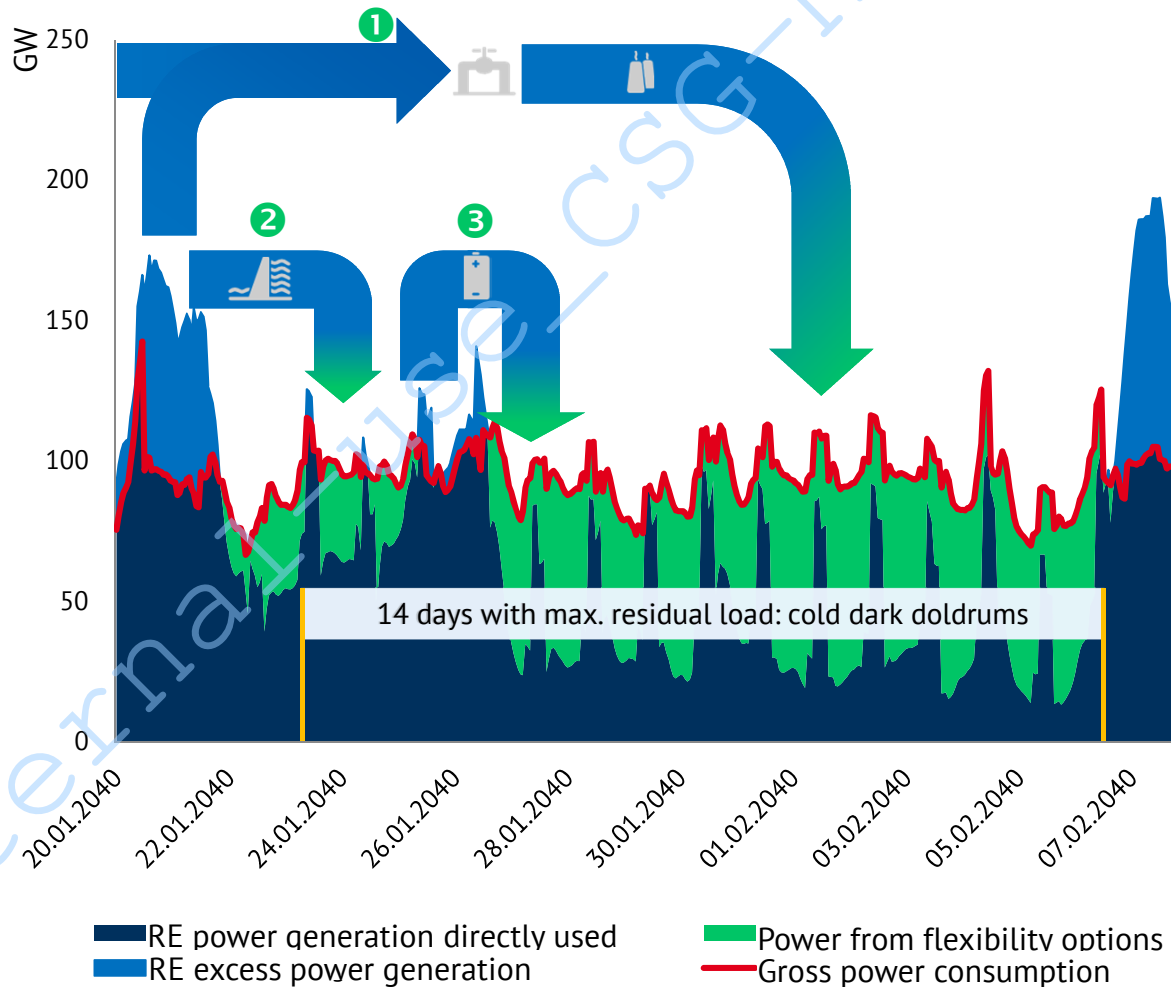 GW
250
200
150
100
50
0
1
2
3
14 days with max. residual load: cold dark doldrums
20.01.2040
22.01.2040
24.01.2040
26.01.2040
28.01.2040
30.01.2040
01.02.2040
03.02.2040
05.02.2040
07.02.2040
RE power generation directly used
Power from flexibility options
RE excess power generation
Gross power consumption
ernal_use_CSG-